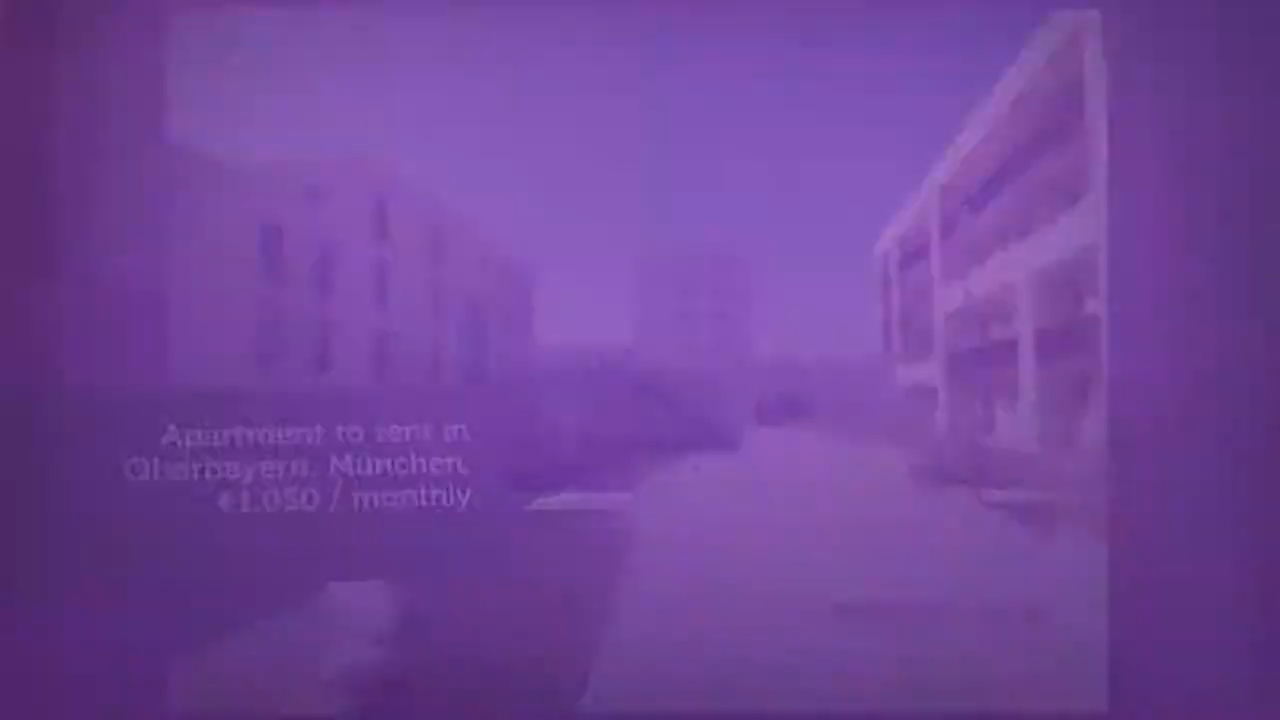 Apartment to rent in
Oberbayern, München,
€1.050 / monthly